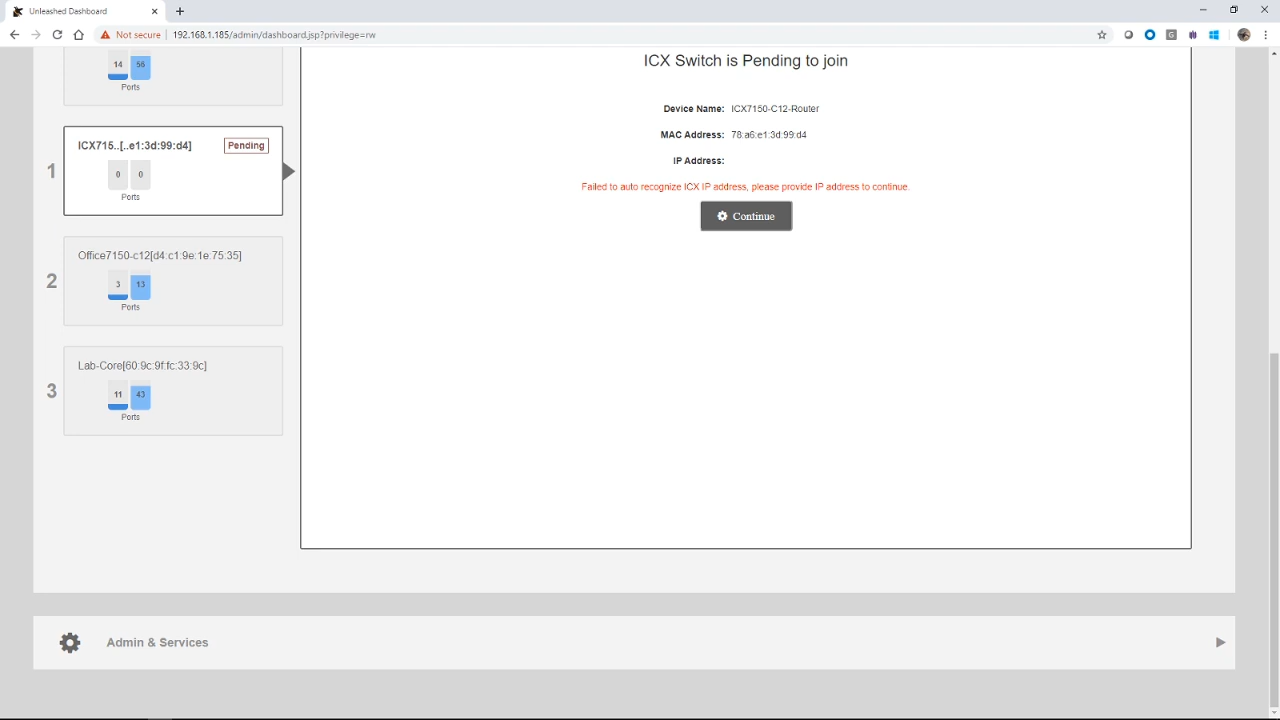 Unleashed Dashboard
Not secure
192.168.1.185/admin/dashboard.jsp?privilege=rw
14 56
Ports
1
ICX715..[..e1:3d:99:d4]
Pending
0 0
Ports
2
Office7150-c12[d4:c1:9e:1e:75:35]
3 13
Ports
3
Lab-Core[60:9c:9f:fc:33:9c]
11 43
Ports
ICX Switch is Pending to join
Device Name: ICX7150-C12-Router
MAC Address: 78:a6:e1:3d:99:d4
IP Address:
Failed to auto recognize ICX IP address, please provide IP address to continue.
Continue
Admin & Services